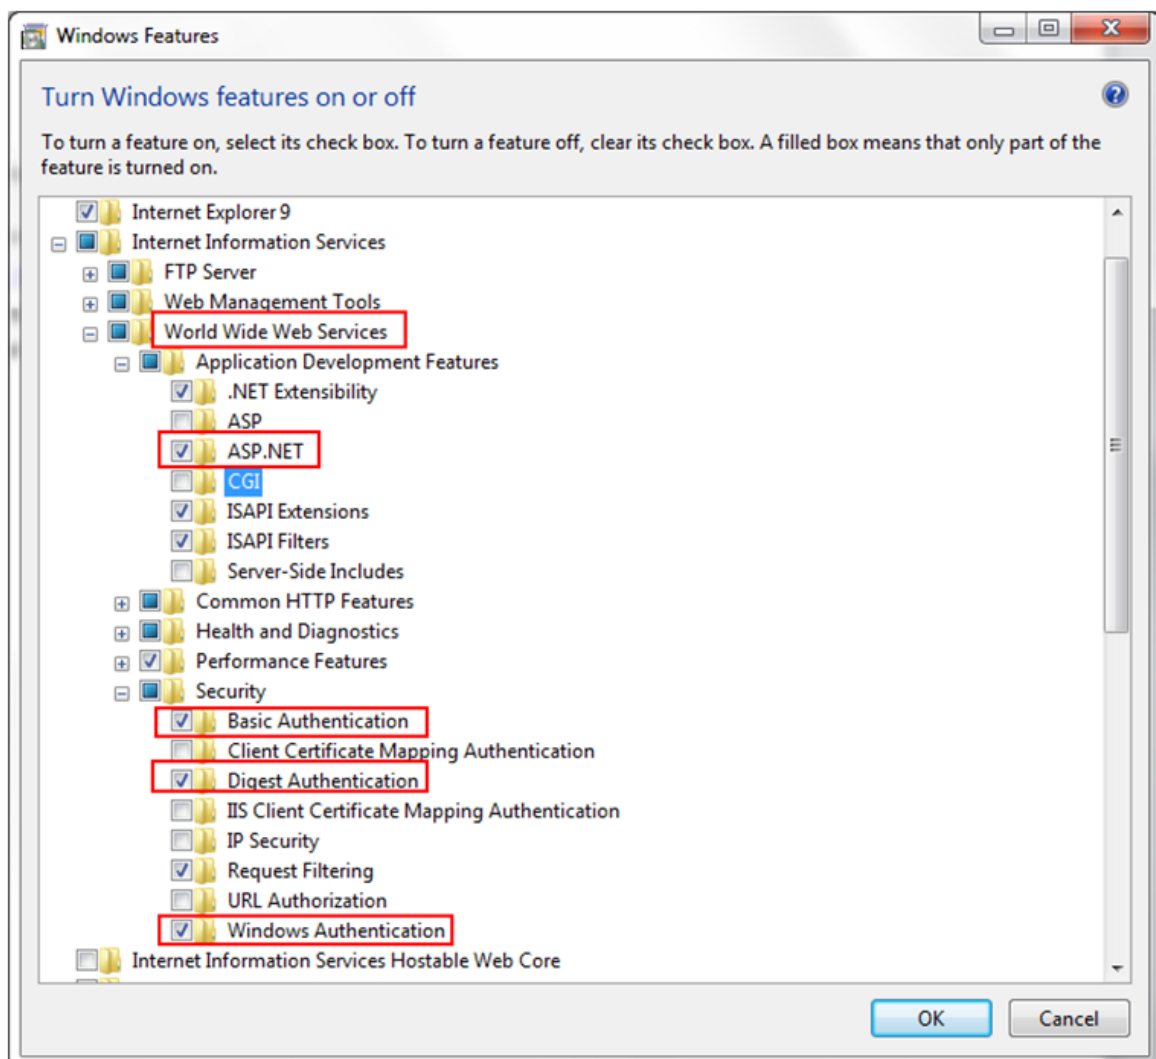 Windows Features
Turn Windows features on or off
To turn a feature on, select its check box. To turn a feature off, clear its check box. A filled box means that only part of the
feature is turned on.
Internet Explorer 9
Internet Information Services
FTP Server
Web Management Tools
World Wide Web Services
Application Development Features
.NET Extensibility
ASP
ASP.NET
CGI
ISAPI Extensions
ISAPI Filters
Server-Side Includes
Common HTTP Features
Health and Diagnostics
Performance Features
Security
Basic Authentication
Client Certificate Mapping Authentication
Digest Authentication
IIS Client Certificate Mapping Authentication
IP Security
Request Filtering
URL Authorization
Windows Authentication
Internet Information Services Hostable Web Core
OK
Cancel